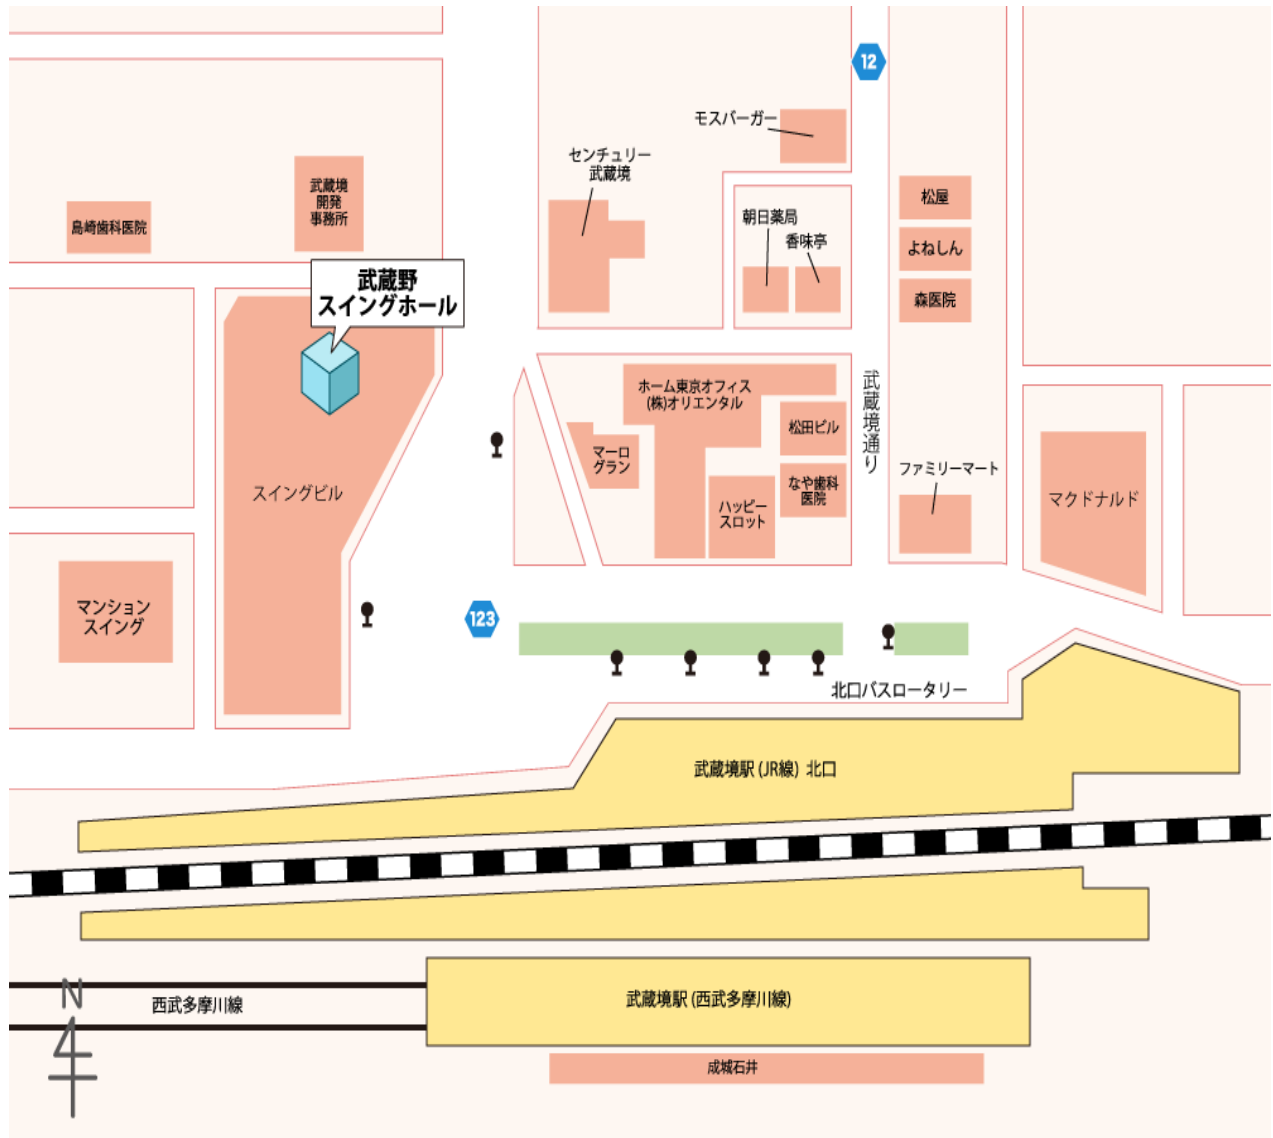 12
モスバーガー
センチュリー
武蔵境
武蔵境
開発
事務所
島崎歯科医院
松屋
朝日薬局
香味亭
よねしん
森医院
武蔵野
スイングホール
ホーム東京オフィス
(株)オリエンタル
武蔵境通り
松田ビル
マーロ
グラン
ファミリーマート
なや歯科
医院
スイングビル
マクドナルド
ハッピー
スロット
マンション
スイング
123
北口バスロータリー
武蔵境駅 (JR線) 北口
N
西武多摩川線
武蔵境駅 (西武多摩川線)
成城石井